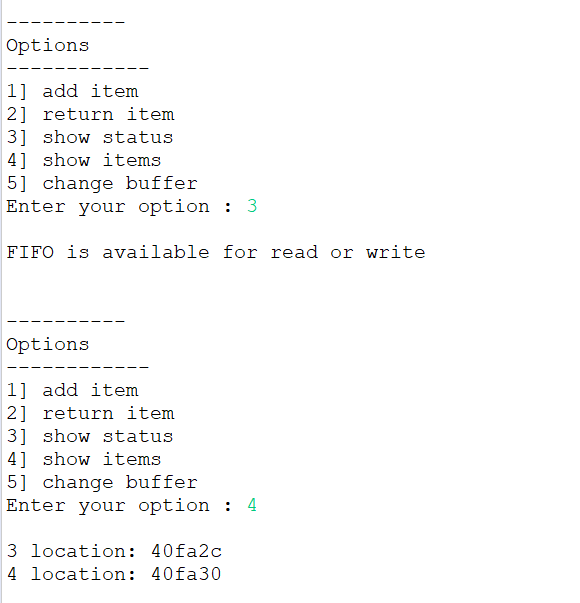 ----------
Options
------------
1] add item
2] return item
3] show status
4] show items
5] change buffer
Enter your option : 3
FIFO is available for read or write
----------
Options
------------
1] add item
2] return item
3] show status
4] show items
5] change buffer
Enter your option : 4
3 location: 40fa2c
4 location: 40fa30